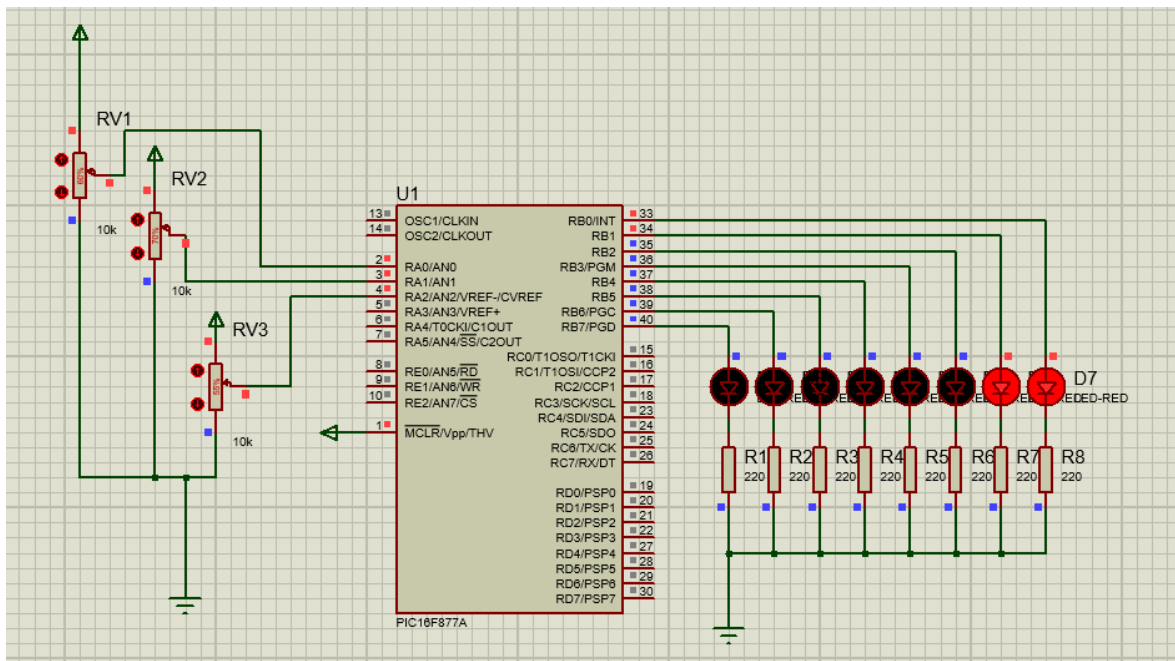 RV1
60%
10k
RV2
70%
10k
RV3
55%
10k
U1
13 OSC1/CLKIN
14 OSC2/CLKOUT
2 RA0/AN0
3 RA1/AN1
4 RA2/AN2/VREF-/CVREF
5 RA3/AN3/VREF+
6 RA4/T0CKI/C1OUT
7 RA5/AN4/SS/C2OUT
8 RE0/AN5/RD
9 RE1/AN6/WR
10 RE2/AN7/CS
1 MCLR/Vpp/THV
RB0/INT 33
RB1 34
RB2 35
RB3/PGM 36
RB4 37
RB5 38
RB6/PGC 39
RB7/PGD 40
RC0/T1OSO/T1CKI 15
RC1/T1OSI/CCP2 16
RC2/CCP1 17
RC3/SCK/SCL 18
RC4/SDI/SDA 23
RC5/SDO 24
RC6/TX/CK 25
RC7/RX/DT 26
RD0/PSP0 19
RD1/PSP1 20
RD2/PSP2 21
RD3/PSP3 22
RD4/PSP4 27
RD5/PSP5 28
RD6/PSP6 29
RD7/PSP7 30
PIC16F877A
D7
R1 R2 R3 R4 R5 R6 R7 R8
220 220 220 220 220 220 220 220